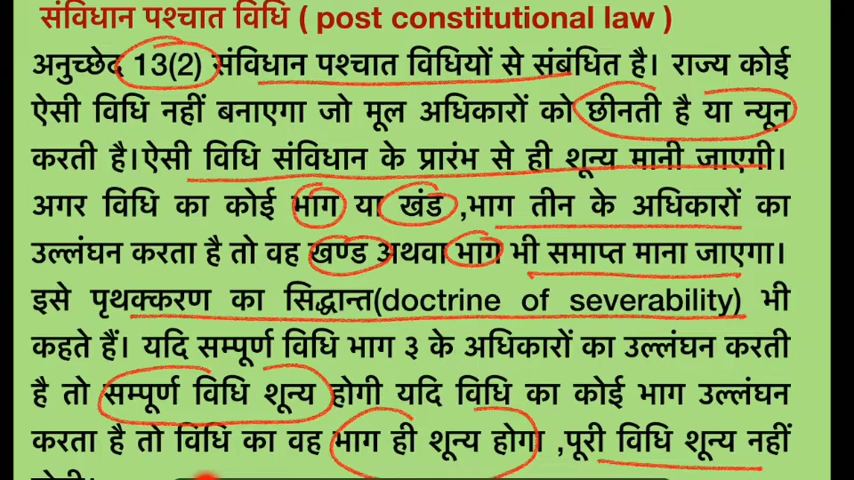 संविधान पश्चात विधि ( post constitutional law )
अनुच्छेद 13(2) संविधान पश्चात विधियों से संबंधित है। राज्य कोई
ऐसी विधि नहीं बनाएगा जो मूल अधिकारों को छीनती है या न्यून
करती है।ऐसी विधि संविधान के प्रारंभ से ही शून्य मानी जाएगी।
अगर विधि का कोई भाग या खंड ,भाग तीन के अधिकारों का
उल्लंघन करता है तो वह खण्ड अथवा भाग भी समाप्त माना जाएगा।
इसे पृथक्करण का सिद्धान्त(doctrine of severability) भी
कहते हैं। यदि सम्पूर्ण विधि भाग ३ के अधिकारों का उल्लंघन करती
है तो सम्पूर्ण विधि शून्य होगी यदि विधि का कोई भाग उल्लंघन
करता है तो विधि का वह भाग ही शून्य होगा ,पूरी विधि शून्य नहीं